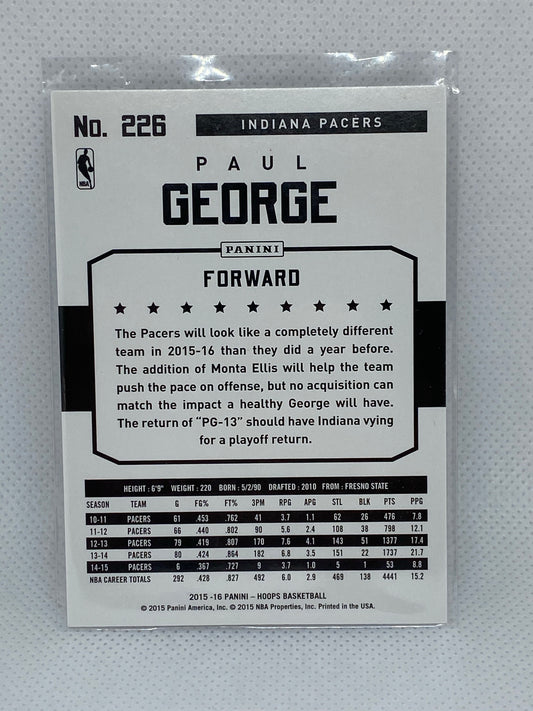 No. 226
INDIANA PACERS
NBA
PAUL
GEORGE
PANINI
FORWARD
The Pacers will look like a completely different
team in 2015-16 than they did a year before.
The addition of Monta Ellis will help the team
push the pace on offense, but no acquisition can
match the impact a healthy George will have.
The return of “PG-13” should have Indiana vying
for a playoff return.
HEIGHT : 6'9" WEIGHT : 220 BORN : 5/2/90 DRAFTED : 2010 FROM : FRESNO STATE
SEASON TEAM G FG% FT% 3PM RPG APG STL BLK PTS PPG
10-11 PACERS 61 .453 .762 41 3.7 1.1 62 26 476 7.8
11-12 PACERS 66 .440 .802 90 5.6 2.4 108 38 798 12.1
12-13 PACERS 79 .419 .807 170 7.6 4.1 143 51 1377 17.4
13-14 PACERS 80 .424 .864 182 6.8 3.5 151 22 1737 21.7
14-15 PACERS 6 .367 .727 9 3.7 1.0 5 1 53 8.8
NBA CAREER TOTALS 292 .428 .827 492 6.0 2.9 469 138 4441 15.2
2015 -16 PANINI – HOOPS BASKETBALL
© 2015 Panini America, Inc. © 2015 NBA Properties, Inc. Printed in the USA.